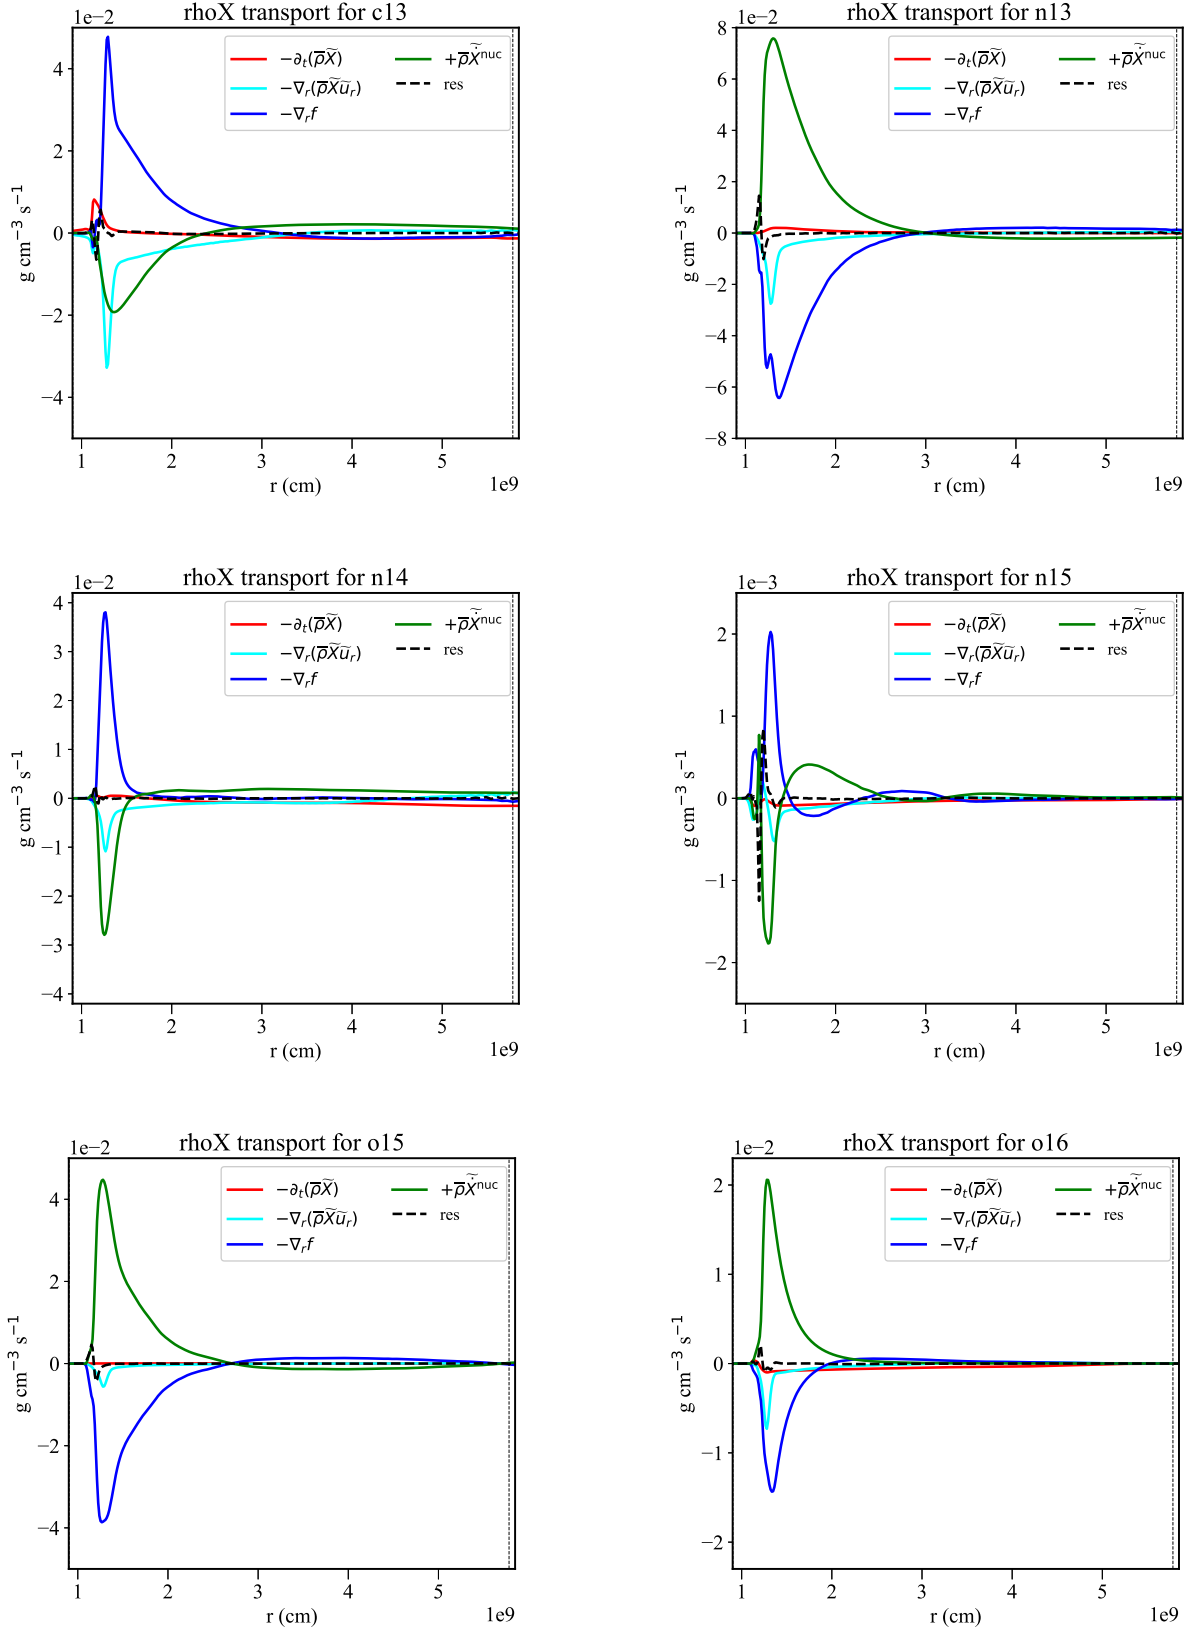 rhoX transport for c13
1e−2
−∂t(ρ̅X̃)
−∇r(ρ̅X̃ũr)
−∇r f
+ρ̅Ẋ̃nuc
res
g cm−3 s−1
4
2
0
−2
−4
1 2 3 4 5
1e9
r (cm)
rhoX transport for n13
1e−2
−∂t(ρ̅X̃)
−∇r(ρ̅X̃ũr)
−∇r f
+ρ̅Ẋ̃nuc
res
g cm−3 s−1
8
6
4
2
0
−2
−4
−6
−8
1 2 3 4 5
1e9
r (cm)
rhoX transport for n14
1e−2
−∂t(ρ̅X̃)
−∇r(ρ̅X̃ũr)
−∇r f
+ρ̅Ẋ̃nuc
res
g cm−3 s−1
4
3
2
1
0
−1
−2
−3
−4
1 2 3 4 5
1e9
r (cm)
rhoX transport for n15
1e−3
−∂t(ρ̅X̃)
−∇r(ρ̅X̃ũr)
−∇r f
+ρ̅Ẋ̃nuc
res
g cm−3 s−1
2
1
0
−1
−2
1 2 3 4 5
1e9
r (cm)
rhoX transport for o15
1e−2
−∂t(ρ̅X̃)
−∇r(ρ̅X̃ũr)
−∇r f
+ρ̅Ẋ̃nuc
res
g cm−3 s−1
4
2
0
−2
−4
1 2 3 4 5
1e9
r (cm)
rhoX transport for o16
1e−2
−∂t(ρ̅X̃)
−∇r(ρ̅X̃ũr)
−∇r f
+ρ̅Ẋ̃nuc
res
g cm−3 s−1
2
1
0
−1
−2
1 2 3 4 5
1e9
r (cm)